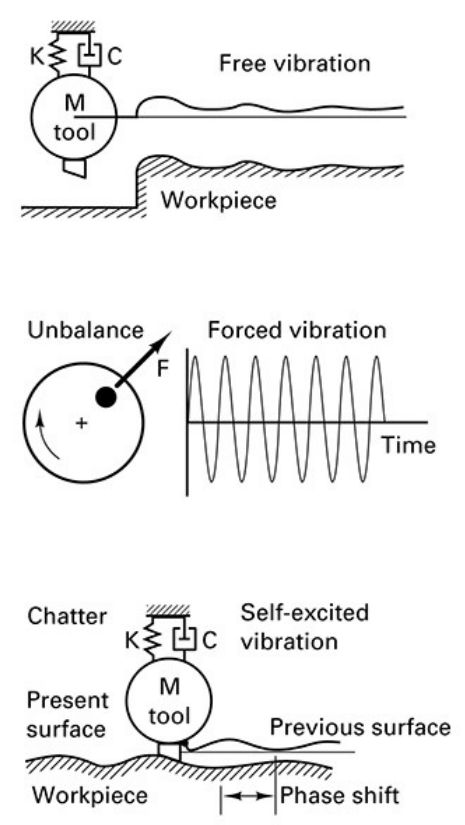 K C
Free vibration
M
tool
Workpiece
Unbalance
Forced vibration
F
+
Time
Chatter
Self-excited
vibration
K C
M
tool
Present
surface
Previous surface
Workpiece
Phase shift